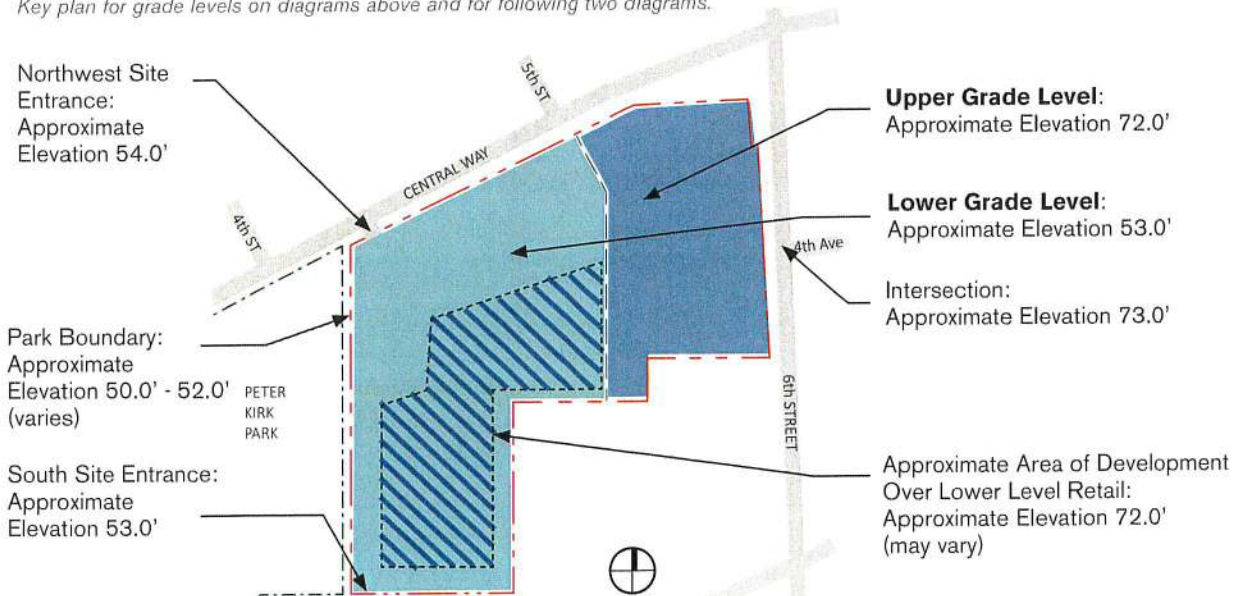 Key plan for grade levels on diagrams above and for following two diagrams.
Northwest Site
Entrance:
Approximate
Elevation 54.0'
Park Boundary:
Approximate
Elevation 50.0' - 52.0'
(varies)
South Site Entrance:
Approximate
Elevation 53.0'
4th ST
CENTRAL WAY
5th ST
PETER
KIRK
PARK
4th Ave
6th STREET
Upper Grade Level:
Approximate Elevation 72.0'
Lower Grade Level:
Approximate Elevation 53.0'
Intersection:
Approximate Elevation 73.0'
Approximate Area of Development
Over Lower Level Retail:
Approximate Elevation 72.0'
(may vary)